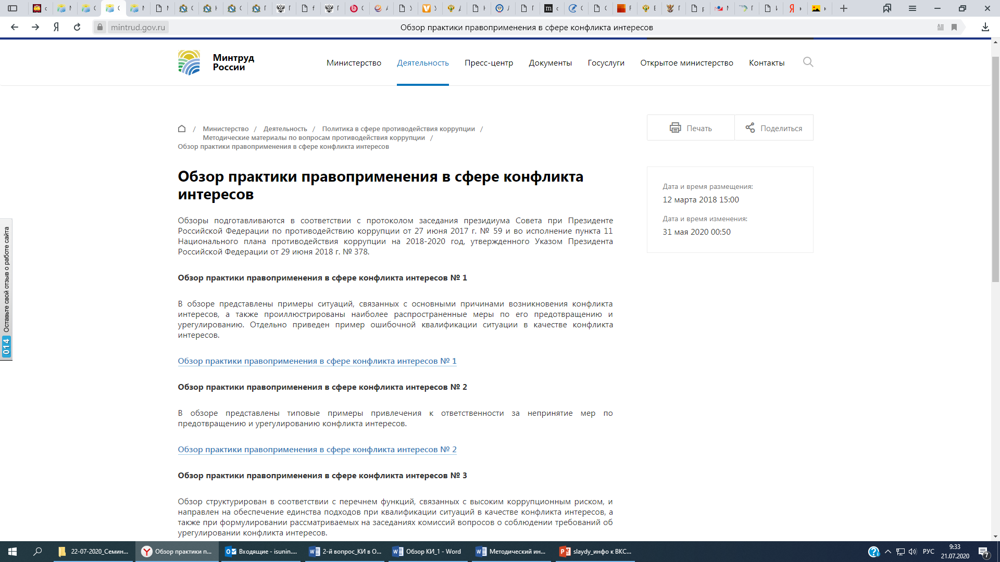 mintrud.gov.ru
Обзор практики правоприменения в сфере конфликта интересов
Минтруд
России
Министерство
Деятельность
Пресс-центр
Документы
Госуслуги
Открытое министерство
Контакты
/ Министерство / Деятельность / Политика в сфере противодействия коррупции /
Методические материалы по вопросам противодействия коррупции /
Обзор практики правоприменения в сфере конфликта интересов
Печать
Поделиться
Обзор практики правоприменения в сфере конфликта
интересов
Дата и время размещения:
12 марта 2018 15:00
Дата и время изменения:
31 мая 2020 00:50
Обзоры подготавливаются в соответствии с протоколом заседания президиума Совета при Президенте
Российской Федерации по противодействию коррупции от 27 июня 2017 г. № 59 и во исполнение пункта 11
Национального плана противодействия коррупции на 2018-2020 год, утвержденного Указом Президента
Российской Федерации от 29 июня 2018 г. № 378.
Обзор практики правоприменения в сфере конфликта интересов № 1
В обзоре представлены примеры ситуаций, связанных с основными причинами возникновения конфликта
интересов, а также проиллюстрированы наиболее распространенные меры по его предотвращению и
урегулированию. Отдельно приведен пример ошибочной квалификации ситуации в качестве конфликта
интересов.
Обзор практики правоприменения в сфере конфликта интересов № 1
Обзор практики правоприменения в сфере конфликта интересов № 2
В обзоре представлены типовые примеры привлечения к ответственности за непринятие мер по
предотвращению и урегулированию конфликта интересов.
Обзор практики правоприменения в сфере конфликта интересов № 2
Обзор практики правоприменения в сфере конфликта интересов № 3
Обзор структурирован в соответствии с перечнем функций, связанных с высоким коррупционным риском, и
направлен на обеспечение единства подходов при квалификации ситуаций в качестве конфликта интересов, а
также при формулировании рассматриваемых на заседаниях комиссий вопросов о соблюдении требований об
урегулировании конфликта интересов.
Оставьте свой отзыв о работе сайта
014
22-07-2020_Семин...
Обзор практики п...
Входящие - isunin....
2-й вопрос_КИ в О...
Обзор КИ_1 - Word
Методический ин...
slaydy_инфо к ВКС...
РУС
9:33
21.07.2020
7